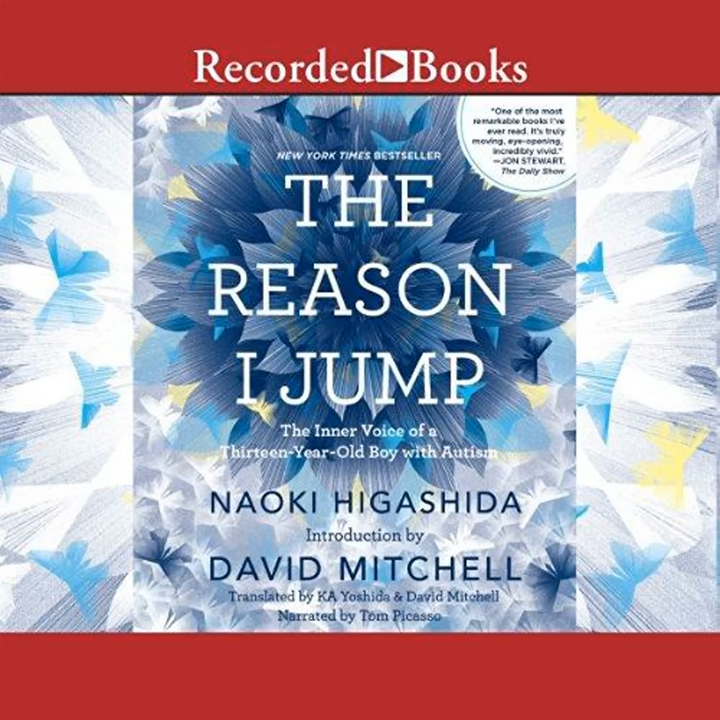 Recorded Books
"One of the most
remarkable books I've
ever read. It's truly
moving, eye-opening,
incredibly vivid."
—JON STEWART,
The Daily Show
NEW YORK TIMES BESTSELLER
THE
REASON
I JUMP
The Inner Voice of a
Thirteen-Year-Old Boy with Autism
NAOKI HIGASHIDA
Introduction by
DAVID MITCHELL
Translated by KA Yoshida & David Mitchell
Narrated by Tom Picasso